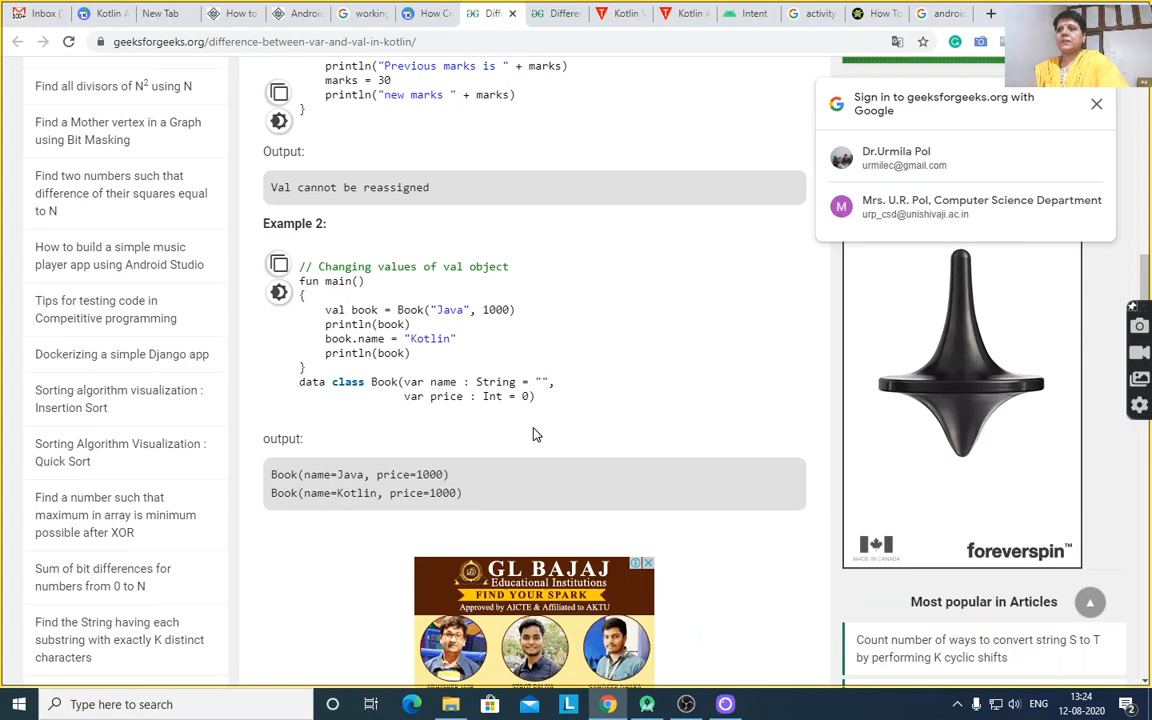 Inbox (
Kotlin A
New Tab
How to
Android
working
How Cr
Diffe
Differen
Kotlin V
Kotlin A
Intent
activity
How To
android
geeksforgeeks.org/difference-between-var-and-val-in-kotlin/
Find all divisors of N2 using N
Find a Mother vertex in a Graph
using Bit Masking
Find two numbers such that
difference of their squares equal
to N
How to build a simple music
player app using Android Studio
Tips for testing code in
Compeititive programming
Dockerizing a simple Django app
Sorting algorithm visualization :
Insertion Sort
Sorting Algorithm Visualization :
Quick Sort
Find a number such that
maximum in array is minimum
possible after XOR
Sum of bit differences for
numbers from 0 to N
Find the String having each
substring with exactly K distinct
characters
println("Previous marks is " + marks)
marks = 30
println("new marks " + marks)
}
Output:
Val cannot be reassigned
Example 2:
// Changing values of val object
fun main()
{
val book = Book("Java", 1000)
println(book)
book.name = "Kotlin"
println(book)
}
data class Book(var name : String = "",
var price : Int = 0)
output:
Book(name=Java, price=1000)
Book(name=Kotlin, price=1000)
GL BAJAJ
Educational Institutions
FIND YOUR SPARK
Approved by AICTE & Affiliated to AKTU
Sign in to geeksforgeeks.org with
Google
Dr.Urmila Pol
urmilec@gmail.com
M
Mrs. U.R. Pol, Computer Science Department
urp_csd@unishivaji.ac.in
MADE IN CANADA
foreverspin™
Most popular in Articles
Count number of ways to convert string S to T
by performing K cyclic shifts
Type here to search
ENG
13:24
12-08-2020
2